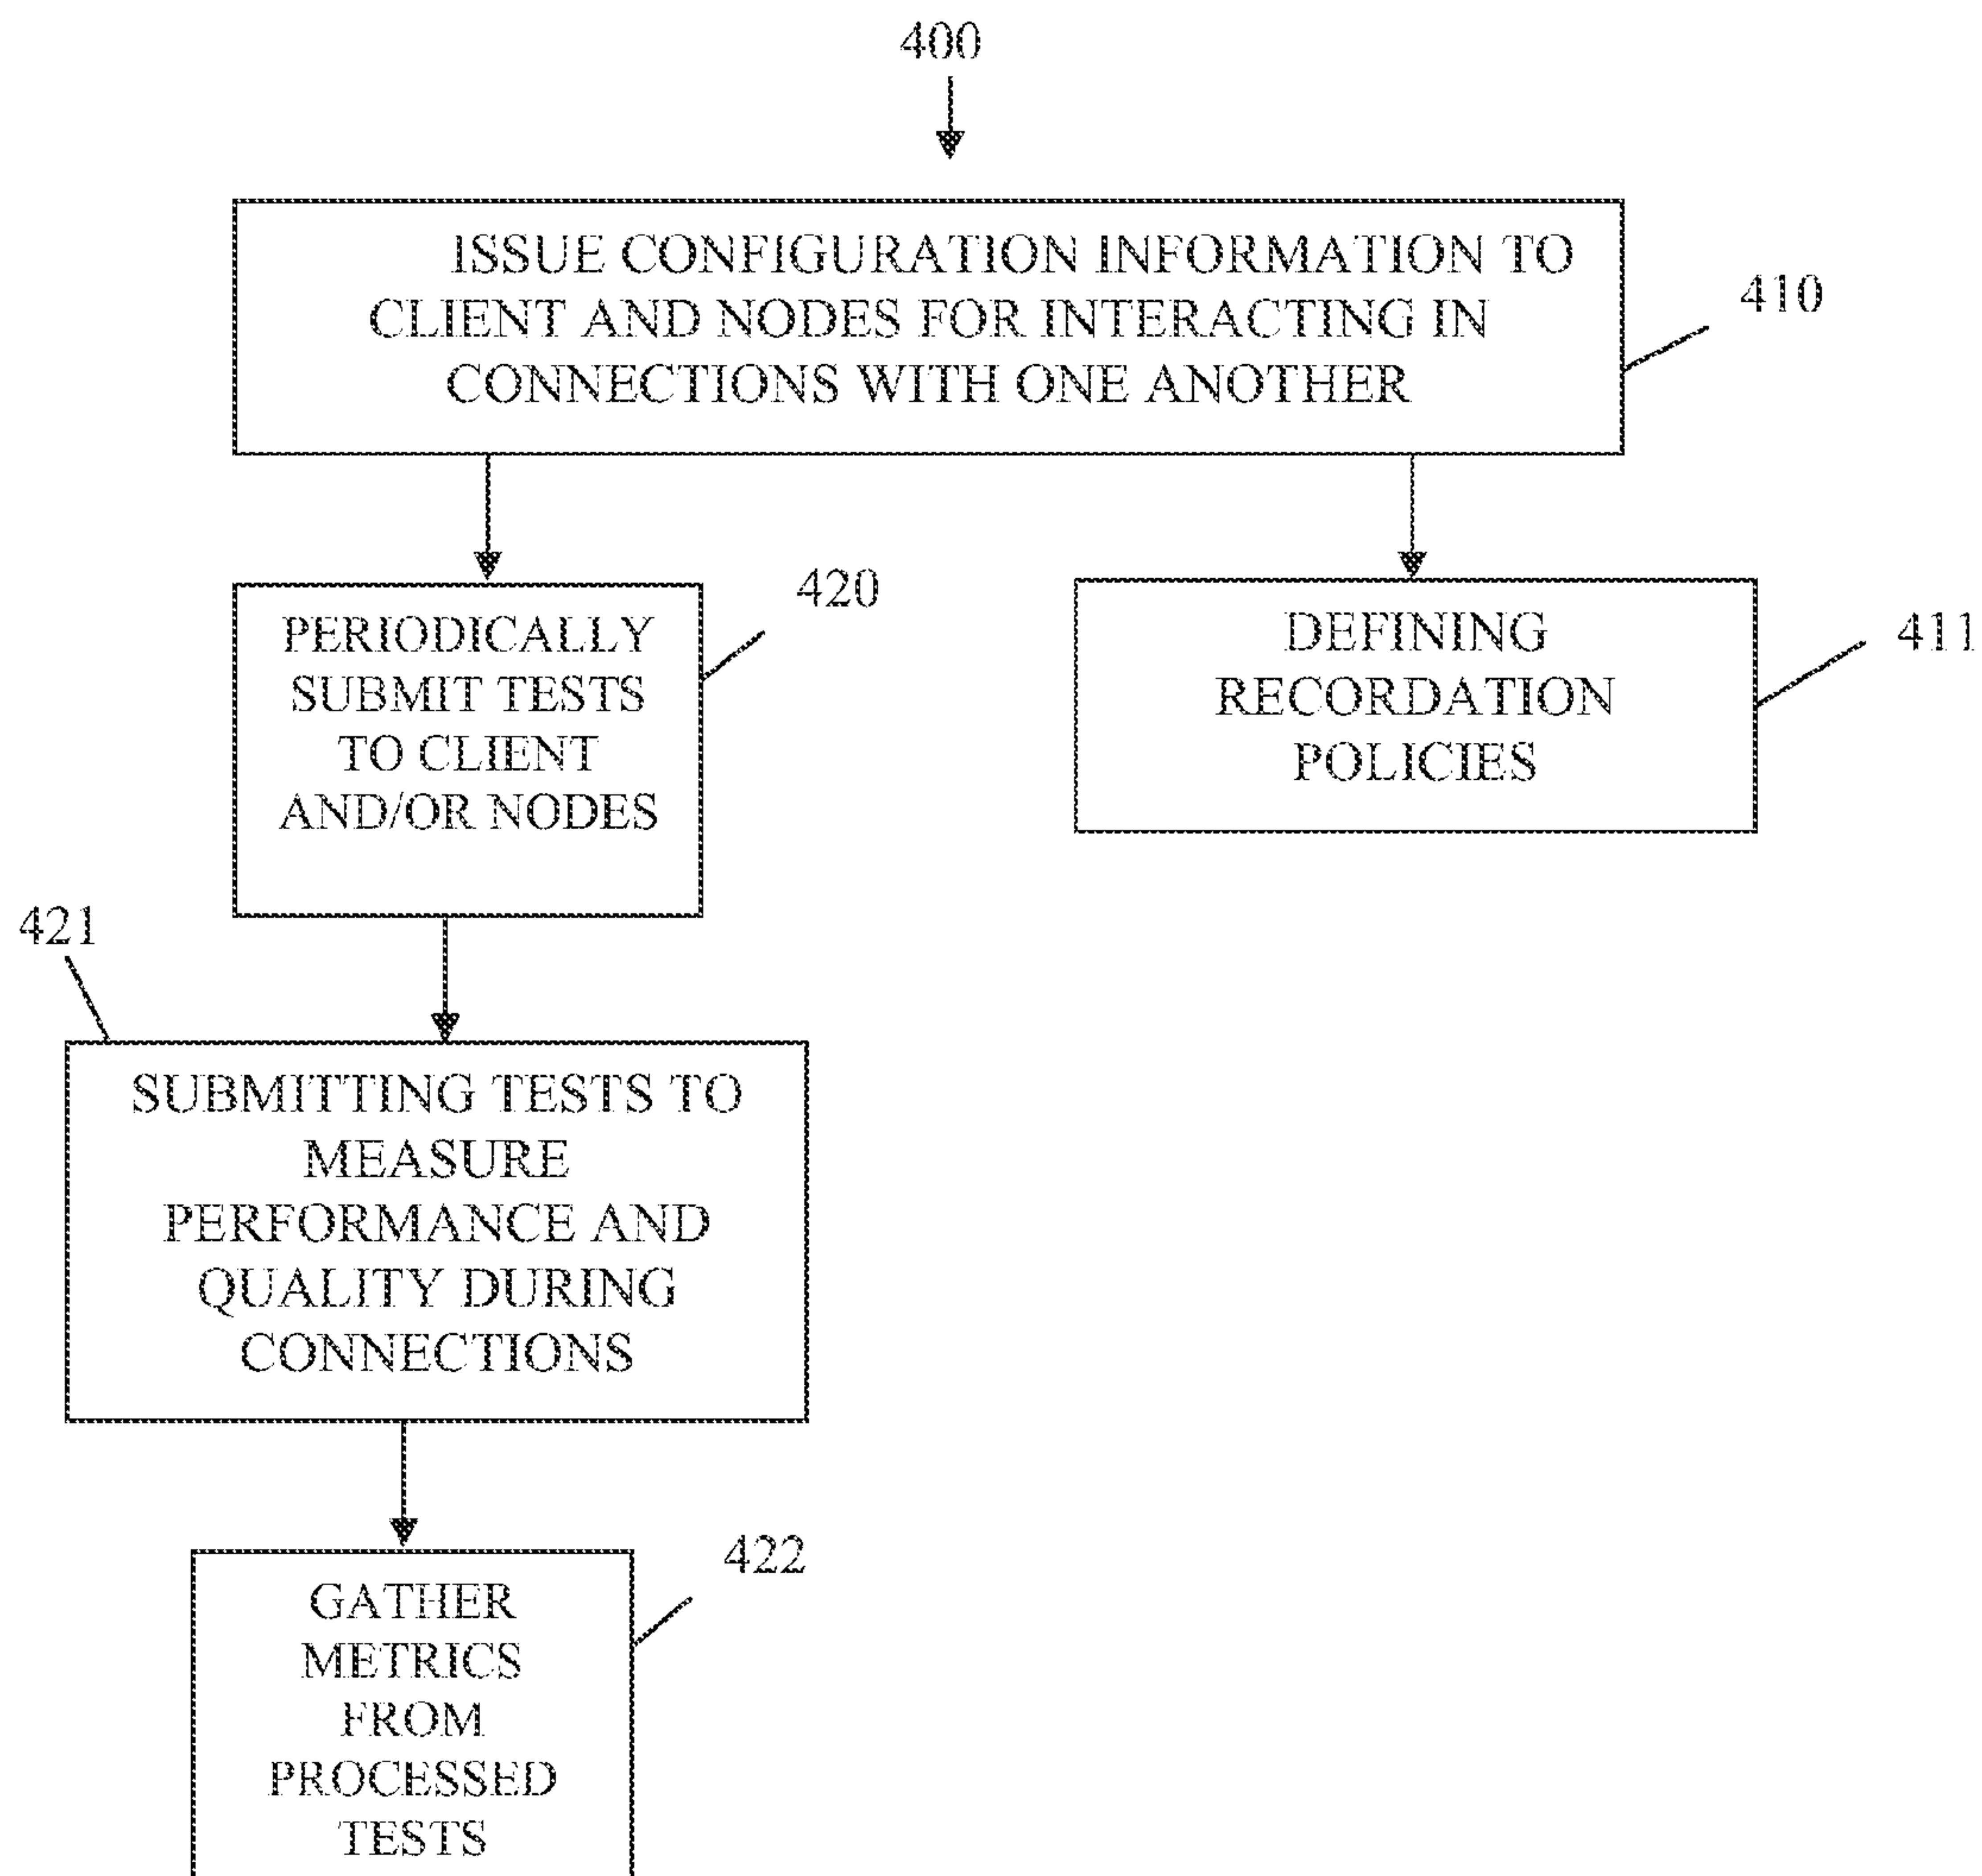 400
ISSUE CONFIGURATION INFORMATION TO
CLIENT AND NODES FOR INTERACTING IN
CONNECTIONS WITH ONE ANOTHER
410
PERIODICALLY
SUBMIT TESTS
TO CLIENT
AND/OR NODES
420
DEFINING
RECORDATION
POLICIES
411
421
SUBMITTING TESTS TO
MEASURE
PERFORMANCE AND
QUALITY DURING
CONNECTIONS
422
GATHER
METRICS
FROM
PROCESSED
TESTS